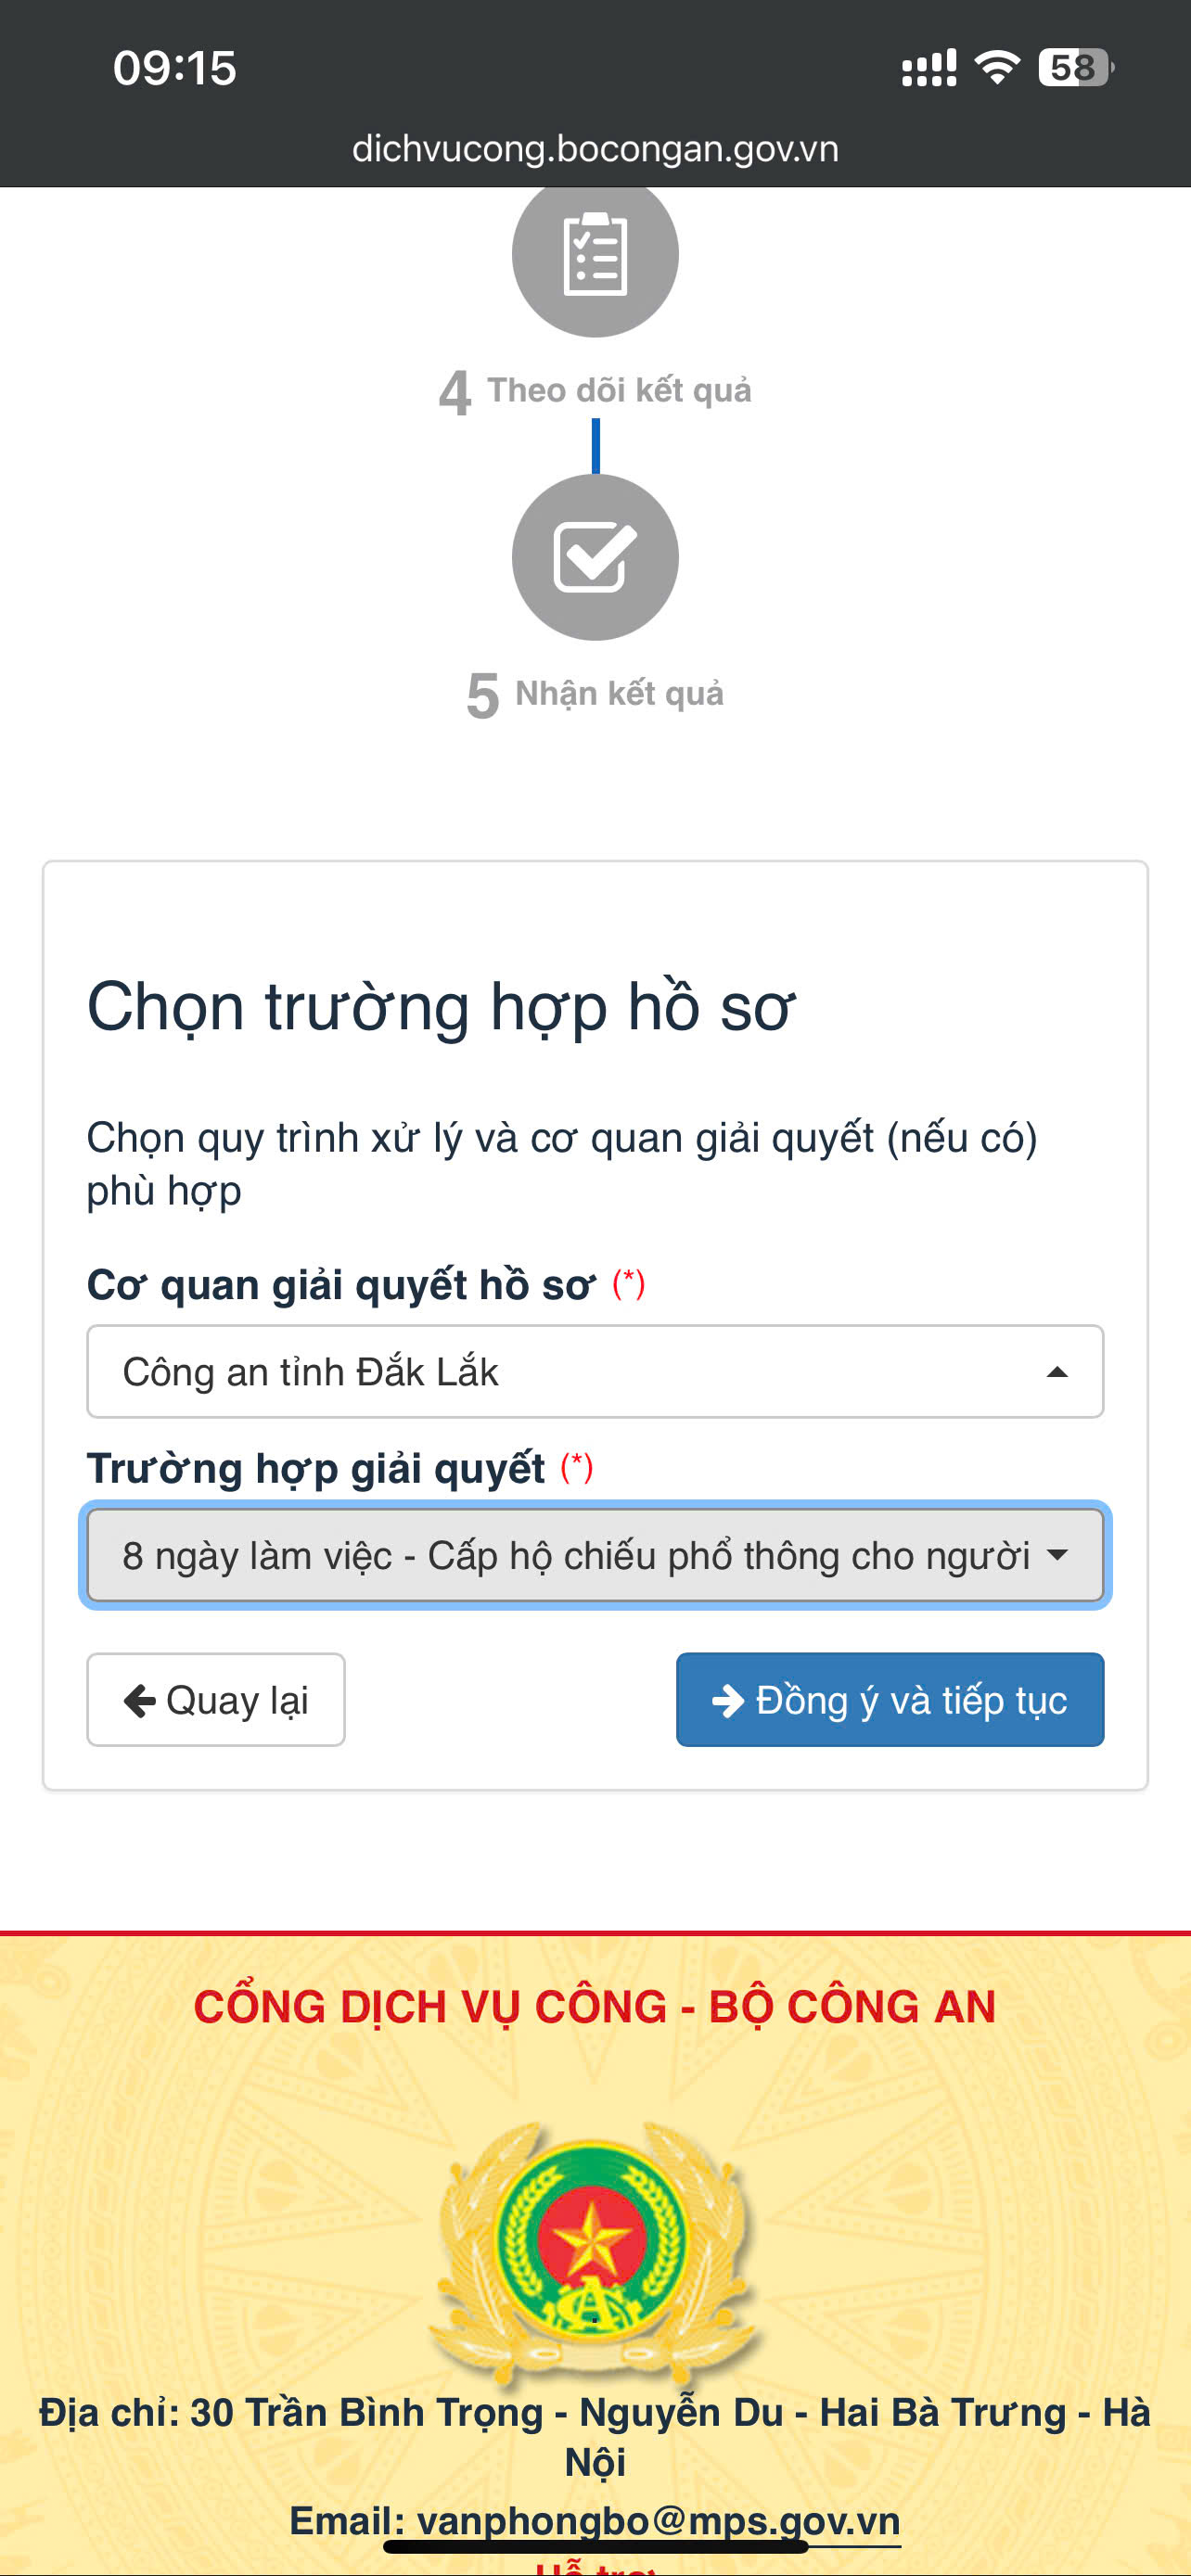 09:15
58
dichvucong.bocongan.gov.vn
4 Theo dõi kết quả
5 Nhận kết quả
Chọn trường hợp hồ sơ
Chọn quy trình xử lý và cơ quan giải quyết (nếu có)
phù hợp
Cơ quan giải quyết hồ sơ (*)
Công an tỉnh Đắk Lắk
Trường hợp giải quyết (*)
8 ngày làm việc - Cấp hộ chiếu phổ thông cho người
Quay lại
Đồng ý và tiếp tục
CỔNG DỊCH VỤ CÔNG - BỘ CÔNG AN
Địa chỉ: 30 Trần Bình Trọng - Nguyễn Du - Hai Bà Trưng - Hà
Nội
Email: vanphongbo@mps.gov.vn